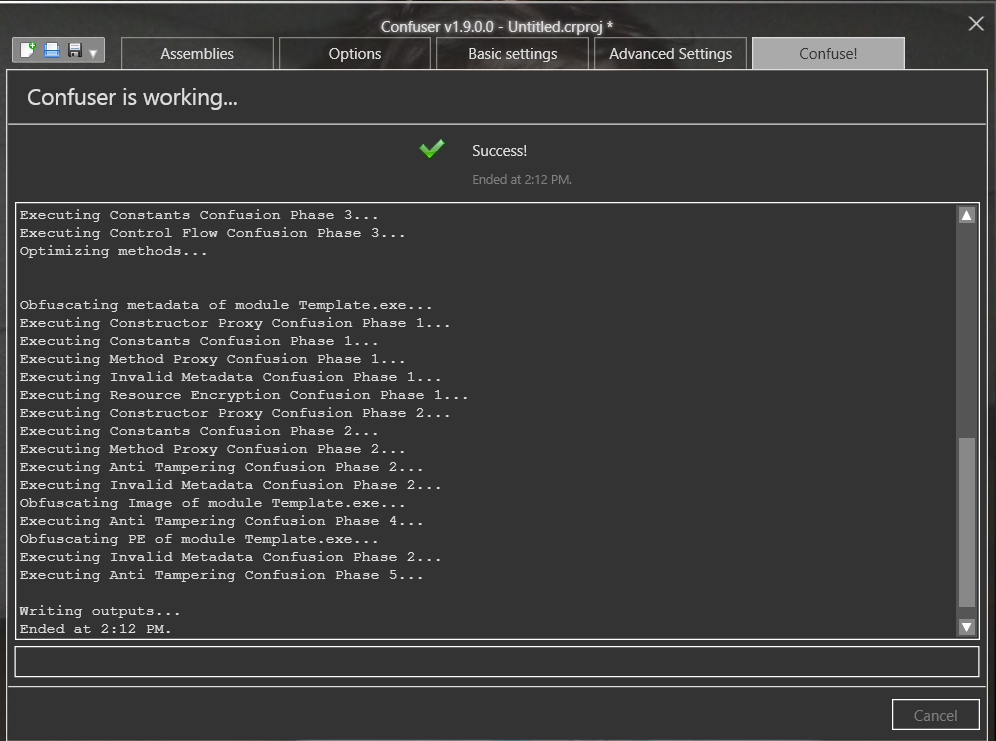 Confuser v1.9.0.0 - Untitled.crproj *
Assemblies
Options
Basic settings
Advanced Settings
Confuse!
Confuser is working...
Success!
Ended at 2:12 PM.
Executing Constants Confusion Phase 3...
Executing Control Flow Confusion Phase 3...
Optimizing methods...
Obfuscating metadata of module Template.exe...
Executing Constructor Proxy Confusion Phase 1...
Executing Constants Confusion Phase 1...
Executing Method Proxy Confusion Phase 1...
Executing Invalid Metadata Confusion Phase 1...
Executing Resource Encryption Confusion Phase 1...
Executing Constructor Proxy Confusion Phase 2...
Executing Constants Confusion Phase 2...
Executing Method Proxy Confusion Phase 2...
Executing Anti Tampering Confusion Phase 2...
Executing Invalid Metadata Confusion Phase 2...
Obfuscating Image of module Template.exe...
Executing Anti Tampering Confusion Phase 4...
Obfuscating PE of module Template.exe...
Executing Invalid Metadata Confusion Phase 2...
Executing Anti Tampering Confusion Phase 5...
Writing outputs...
Ended at 2:12 PM.
Cancel